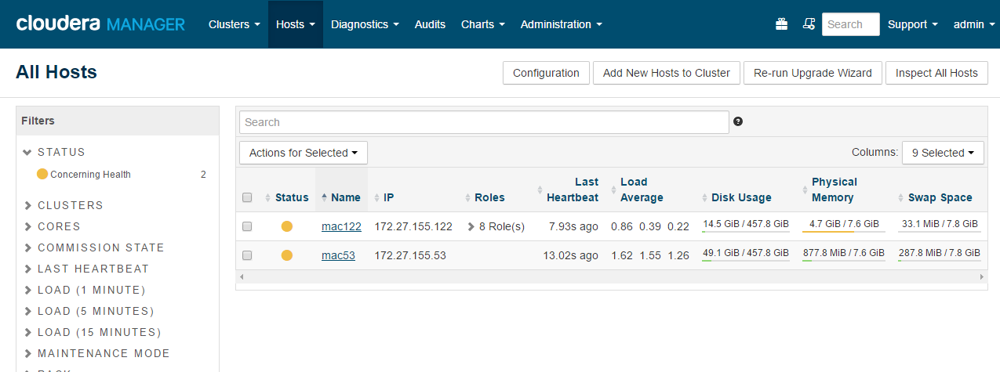 cloudera MANAGER Clusters Hosts Diagnostics Audits Charts Administration Search Support admin
All Hosts
Configuration Add New Hosts to Cluster Re-run Upgrade Wizard Inspect All Hosts
Filters
STATUS
Concerning Health 2
CLUSTERS
CORES
COMMISSION STATE
LAST HEARTBEAT
LOAD (1 MINUTE)
LOAD (5 MINUTES)
LOAD (15 MINUTES)
MAINTENANCE MODE
RACK
Search ?
Actions for Selected Columns: 9 Selected
Status Name IP Roles Last Heartbeat Load Average Disk Usage Physical Memory Swap Space
mac122 172.27.155.122 8 Role(s) 7.93s ago 0.86 0.39 0.22 14.5 GiB / 457.8 GiB 4.7 GiB / 7.6 GiB 33.1 MiB / 7.8 GiB
mac53 172.27.155.53 13.02s ago 1.62 1.55 1.26 49.1 GiB / 457.8 GiB 877.8 MiB / 7.6 GiB 287.8 MiB / 7.8 GiB